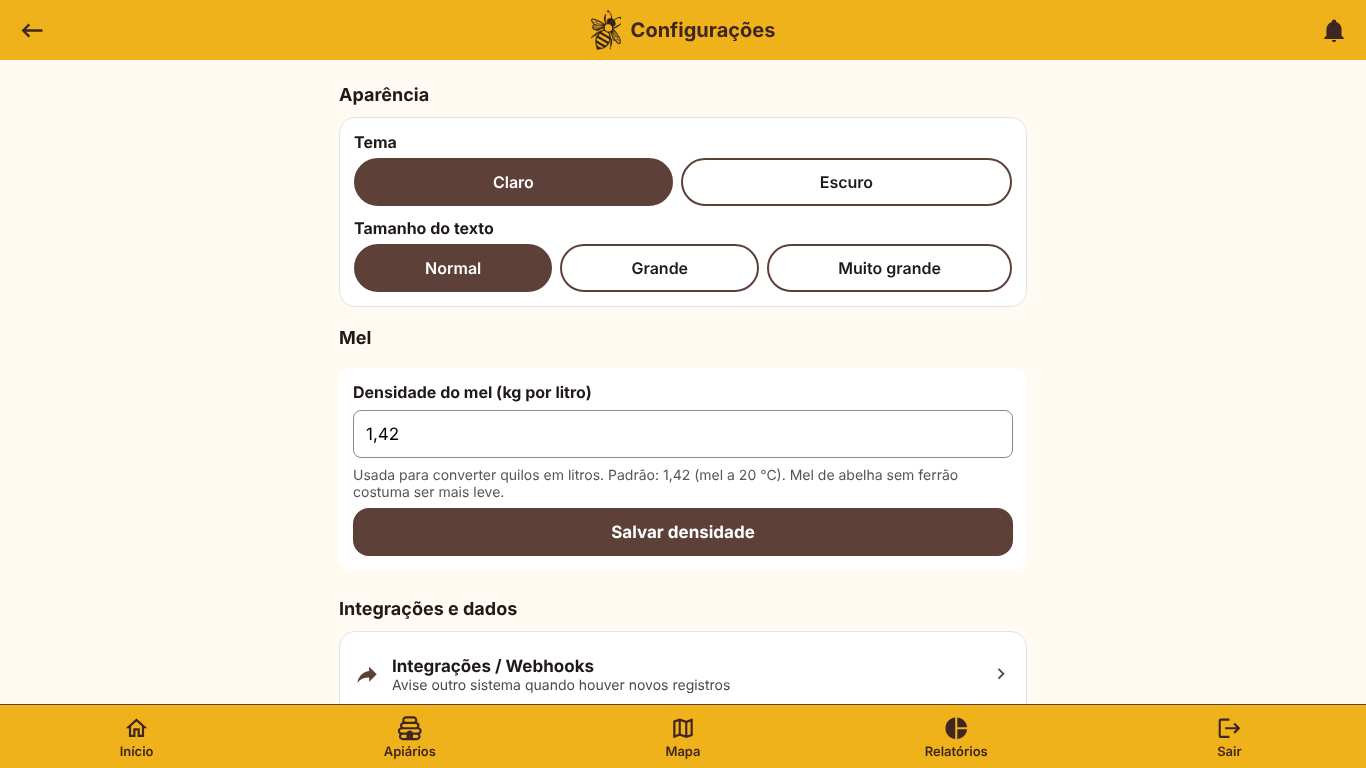 Configurações
Aparência
Tema
Claro
Escuro
Tamanho do texto
Normal
Grande
Muito grande
Mel
Densidade do mel (kg por litro)
1,42
Usada para converter quilos em litros. Padrão: 1,42 (mel a 20 °C). Mel de abelha sem ferrão
costuma ser mais leve.
Salvar densidade
Integrações e dados
Integrações / Webhooks
Avise outro sistema quando houver novos registros
Início
Apiários
Mapa
Relatórios
Sair